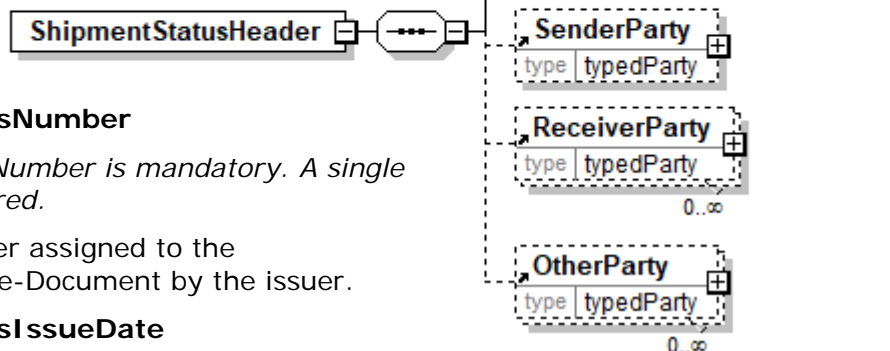 ShipmentStatusHeader
SenderParty
type typedParty
ReceiverParty
type typedParty
0..∞
OtherParty
type typedParty
0..∞
sNumber
Number is mandatory. A single
red.
er assigned to the
e-Document by the issuer.
sIssueDate